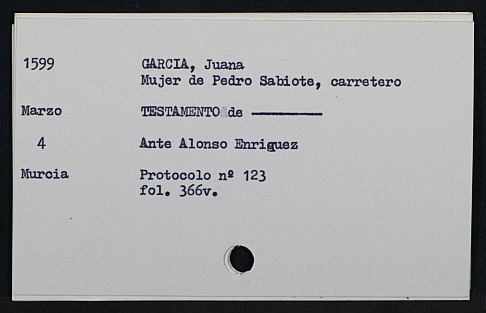 1599 GARCIA, Juana
Mujer de Pedro Sabiote, carretero
Marzo TESTAMENTO de ————
4 Ante Alonso Enriguez
Murcia Protocolo nº 123
fol. 366v.